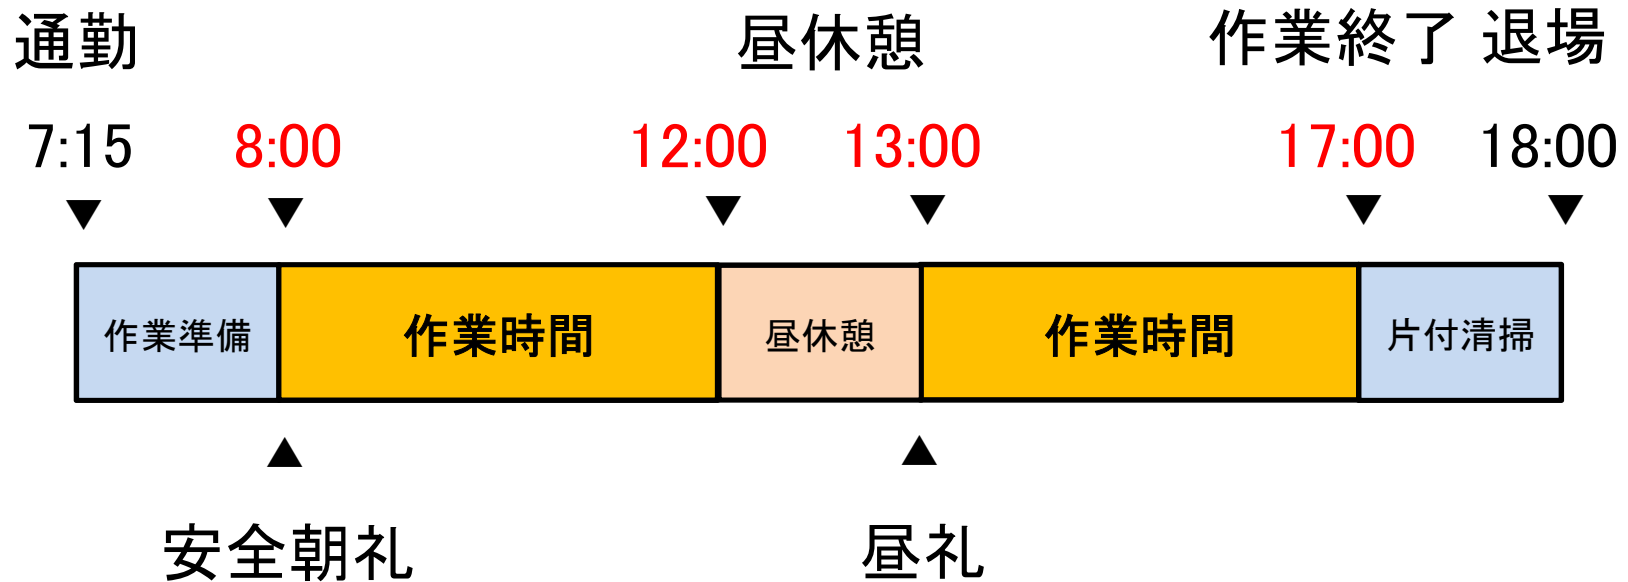 通勤 昼休憩 作業終了 退場
7:15 8:00 12:00 13:00 17:00 18:00
作業準備 作業時間 昼休憩 作業時間 片付清掃
安全朝礼 昼礼